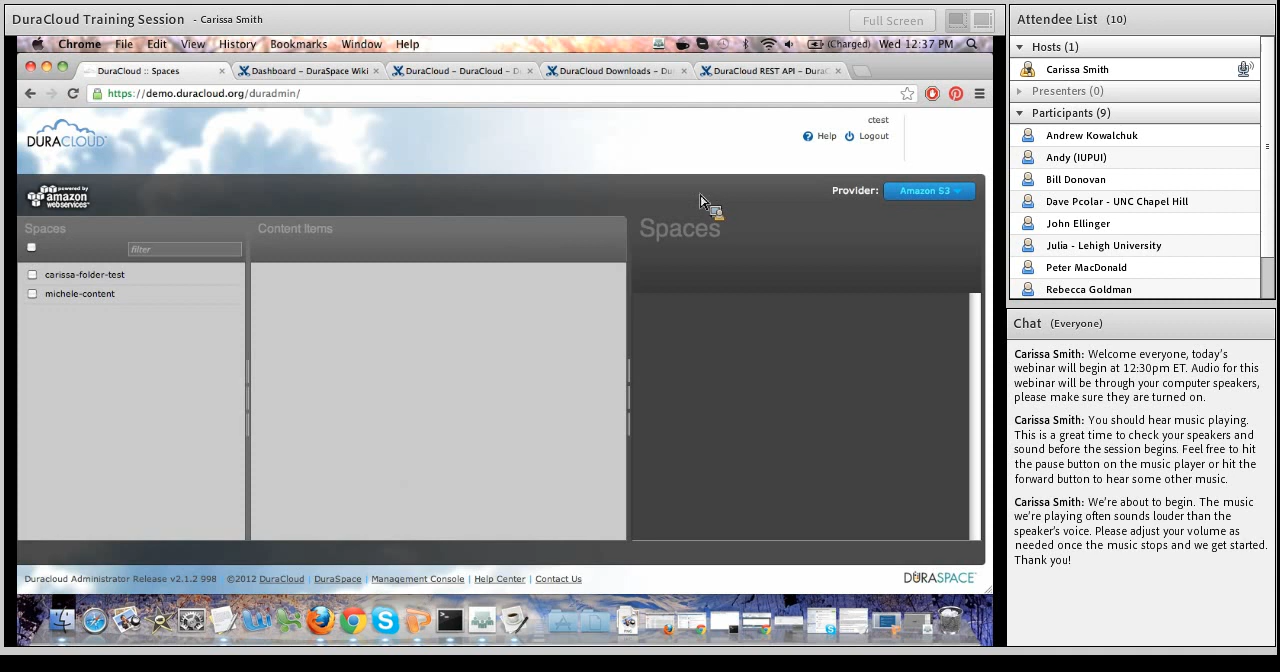 DuraCloud Training Session - Carissa Smith
Full Screen
Chrome File Edit View History Bookmarks Window Help
(Charged) Wed 12:37 PM
DuraCloud :: Spaces
Dashboard – DuraSpace Wiki
DuraCloud – DuraCloud – D
DuraCloud Downloads – Du
DuraCloud REST API – Dura
https://demo.duracloud.org/duradmin/
DURACLOUD
ctest
Help Logout
powered by
amazon
webservices
Provider: Amazon S3
Spaces
filter
carissa-folder-test
michele-content
Content Items
Spaces
Duracloud Administrator Release v2.1.2 998 ©2012 DuraCloud | DuraSpace | Management Console | Help Center | Contact Us
DURASPACE
Attendee List (10)
Hosts (1)
Carissa Smith
Presenters (0)
Participants (9)
Andrew Kowalchuk
Andy (IUPUI)
Bill Donovan
Dave Pcolar - UNC Chapel Hill
John Ellinger
Julia - Lehigh University
Peter MacDonald
Rebecca Goldman
Chat (Everyone)
Carissa Smith: Welcome everyone, today's
webinar will begin at 12:30pm ET. Audio for this
webinar will be through your computer speakers,
please make sure they are turned on.
Carissa Smith: You should hear music playing.
This is a great time to check your speakers and
sound before the session begins. Feel free to hit
the pause button on the music player or hit the
forward button to hear some other music.
Carissa Smith: We're about to begin. The music
we're playing often sounds louder than the
speaker's voice. Please adjust your volume as
needed once the music stops and we get started.
Thank you!